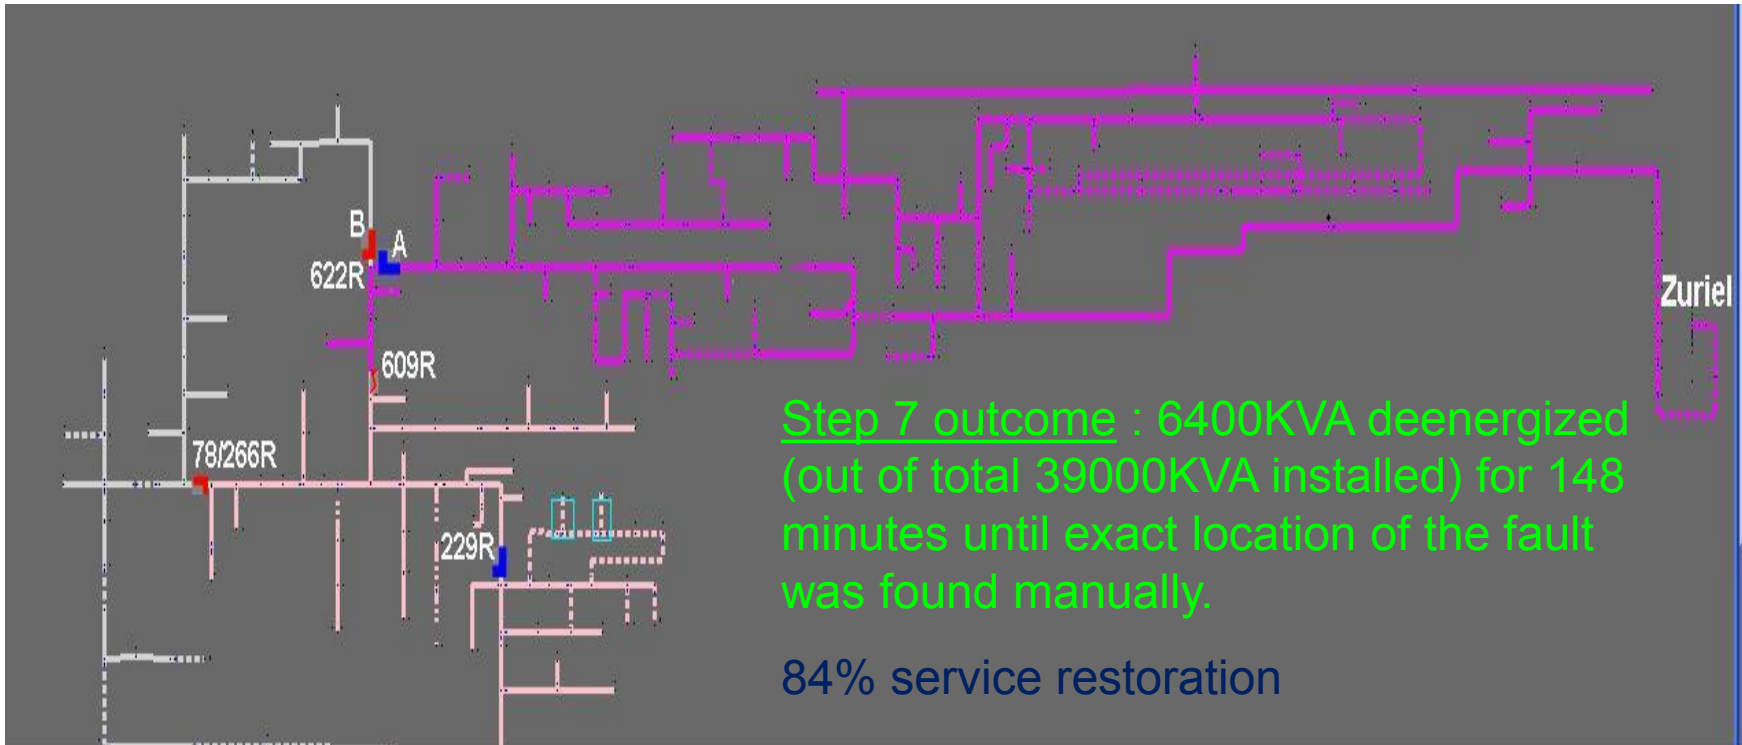 B
A
622R
Zuriel
609R
78/266R
229R
Step 7 outcome : 6400KVA deenergized
(out of total 39000KVA installed) for 148
minutes until exact location of the fault
was found manually.
84% service restoration